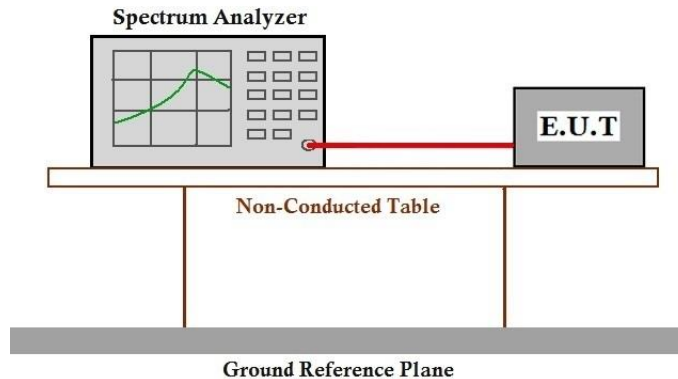 Spectrum Analyzer
E.U.T
Non-Conducted Table
Ground Reference Plane